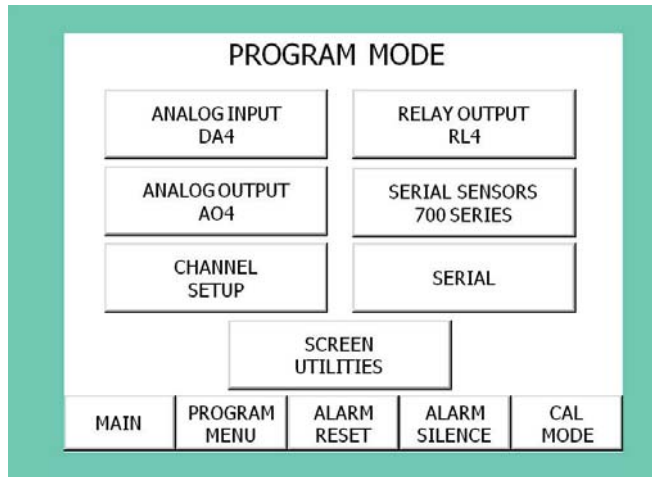 PROGRAM MODE
ANALOG INPUT
DA4
RELAY OUTPUT
RL4
ANALOG OUTPUT
AO4
SERIAL SENSORS
700 SERIES
CHANNEL
SETUP
SERIAL
SCREEN
UTILITIES
MAIN
PROGRAM
MENU
ALARM
RESET
ALARM
SILENCE
CAL
MODE